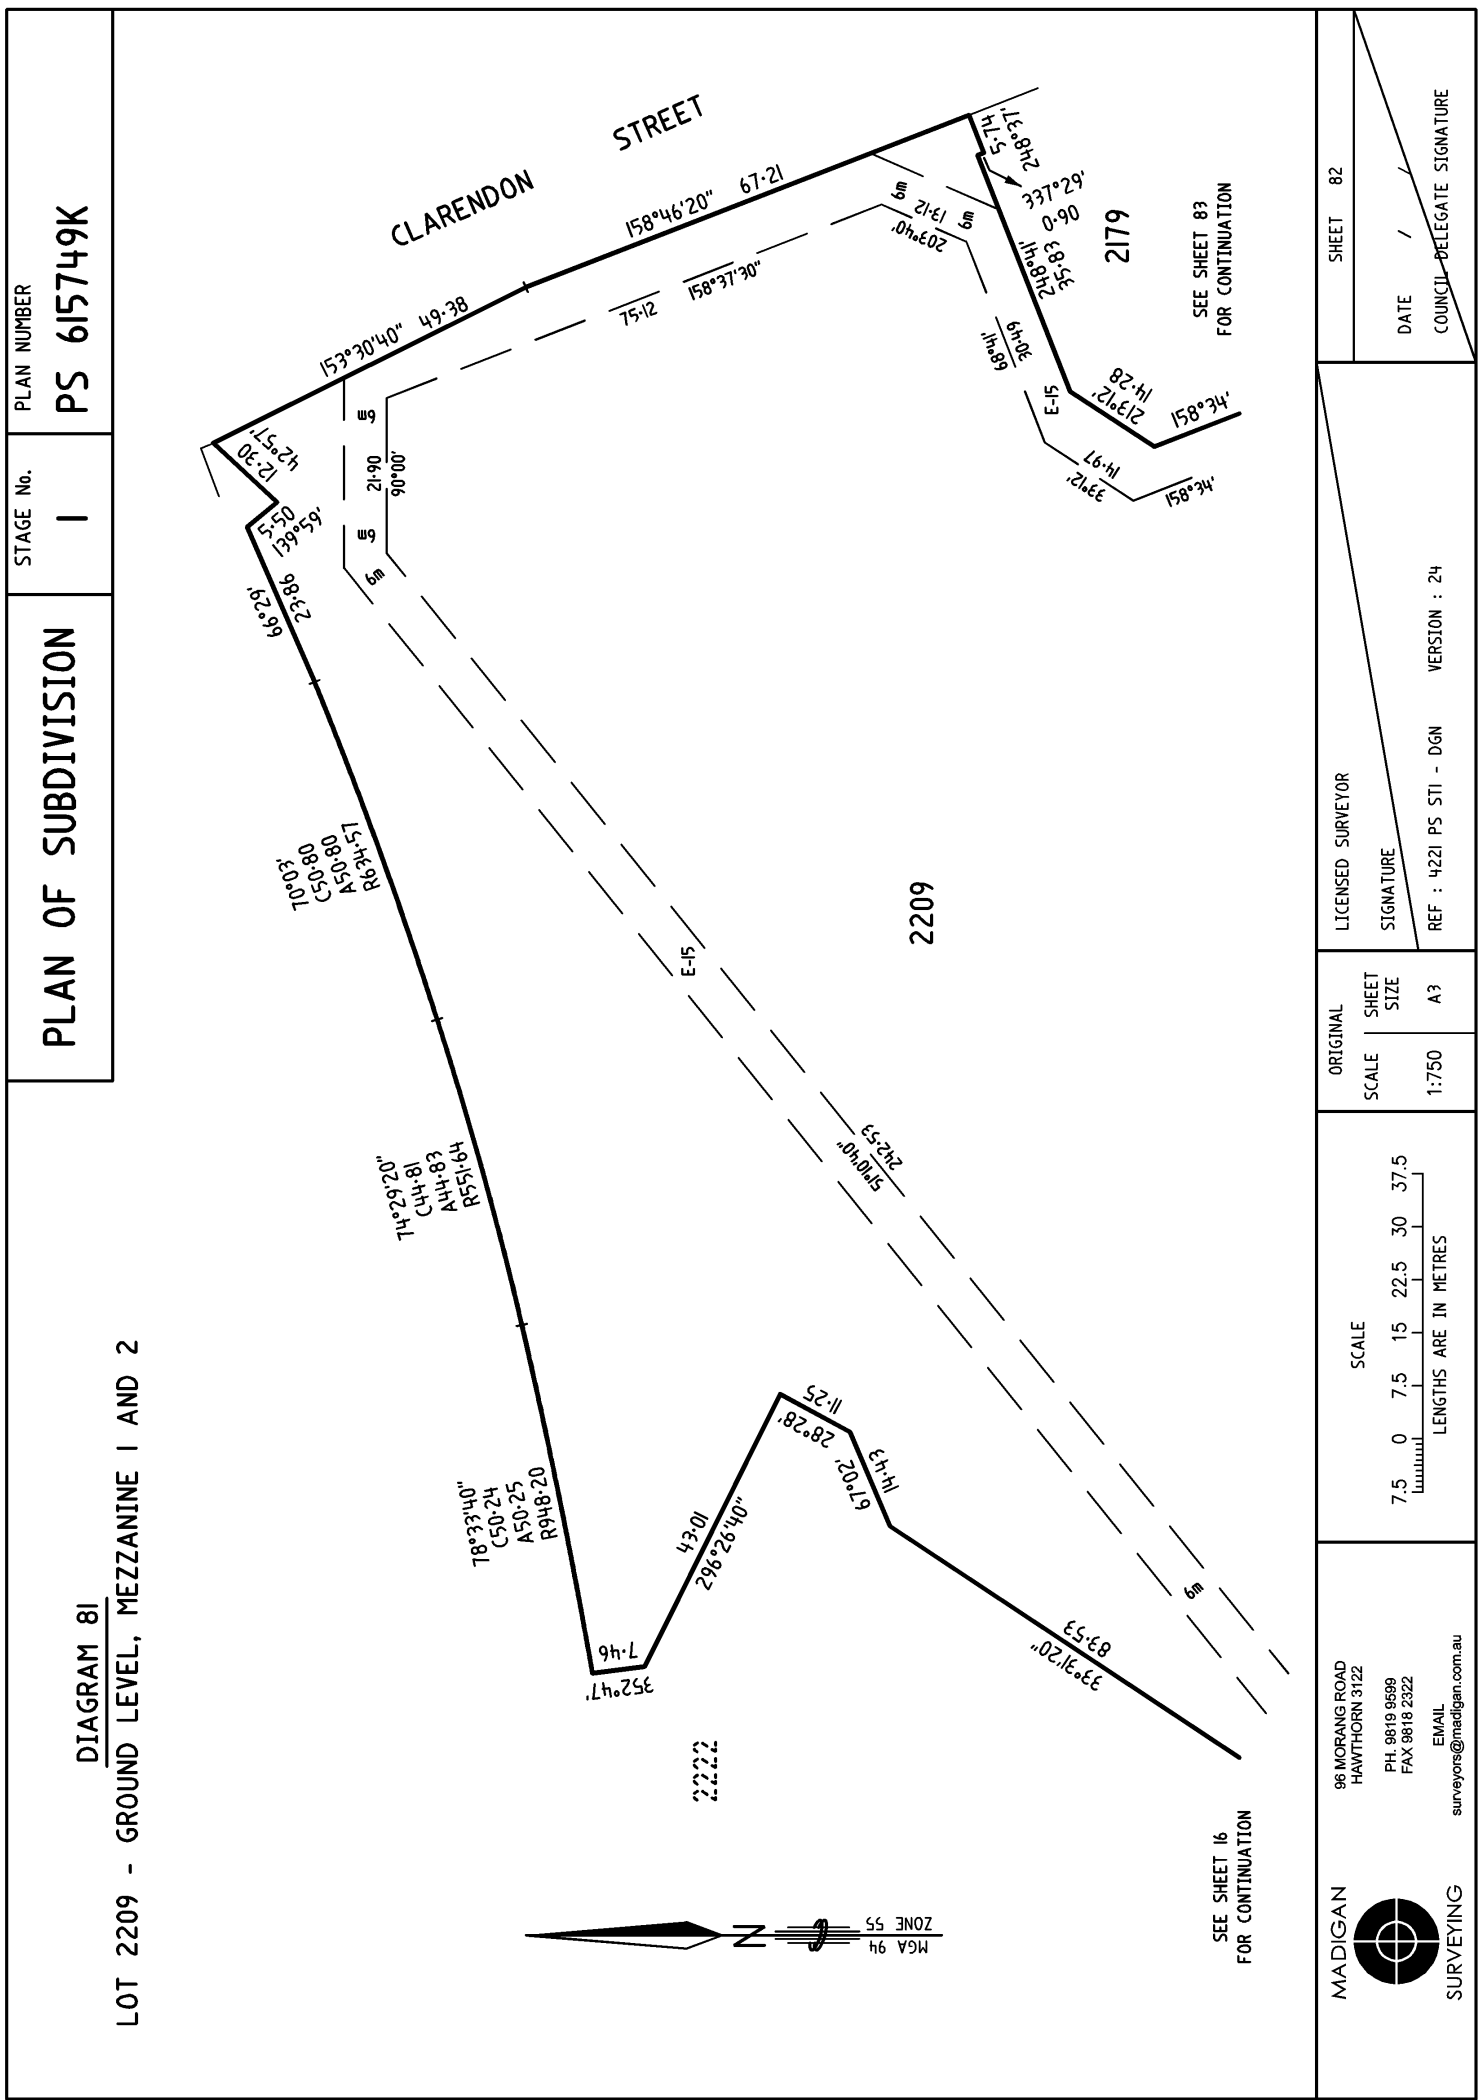 DIAGRAM 81
LOT 2209 - GROUND LEVEL, MEZZANINE 1 AND 2
PLAN OF SUBDIVISION
STAGE No.
1
PLAN NUMBER
PS 615749K
CLARENDON STREET
153°30'40"
49·38
158°46'20"
67·21
12·30
42°57'
5·50
139°59'
66°29'
23·86
6m
6m
6m
21·90
90°00'
75·12
158°37'30"
6m
13·12
203°40'
6m
5·74
248°37'
337°29'
0·90
248°41'
35·83
68°41'
30·49
E-15
213°12'
14·28
158°34'
33°12'
14·97
158°34'
2179
SEE SHEET 83
FOR CONTINUATION
70°03'
C50·80
A50·80
R634·57
74°29'20"
C44·81
A44·83
R551·64
78°33'40"
C50·24
A50·25
R948·20
E-15
2209
51°10'40"
242·53
7·46
352°47'
43·01
296°26'40"
11·25
28°28'
67°02'
14·43
33°31'20"
83·53
6m
2222
MGA 94
ZONE 55
N
SEE SHEET 16
FOR CONTINUATION
MADIGAN
SURVEYING
96 MORANG ROAD
HAWTHORN 3122
PH. 9819 9599
FAX 9818 2322
EMAIL
surveyors@madigan.com.au
SCALE
7.5 0 7.5 15 22.5 30 37.5
LENGTHS ARE IN METRES
ORIGINAL
SCALE
SHEET
SIZE
1:750
A3
LICENSED SURVEYOR
SIGNATURE
REF : 4221 PS ST1 - DGN VERSION : 24
SHEET 82
DATE / /
COUNCIL DELEGATE SIGNATURE